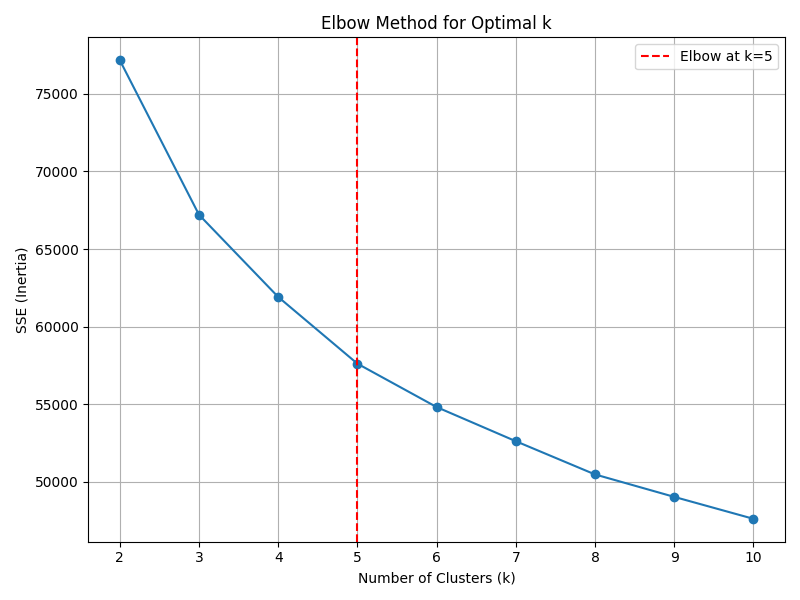 Elbow Method for Optimal k
Elbow at k=5
SSE (Inertia)
75000
70000
65000
60000
55000
50000
2 3 4 5 6 7 8 9 10
Number of Clusters (k)